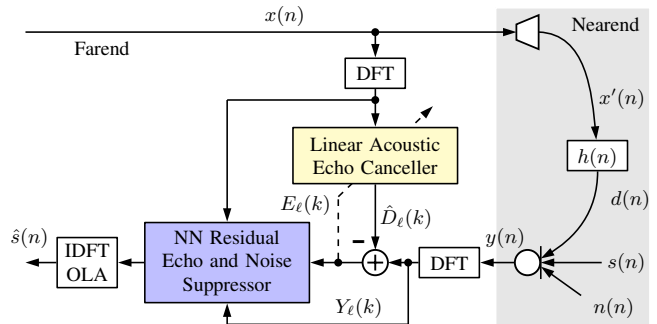 x(n)
Nearend
Farend
DFT
x′(n)
Linear Acoustic
Echo Canceller
h(n)
E_ℓ(k)
D̂_ℓ(k)
d(n)
ŝ(n)
IDFT
OLA
NN Residual
Echo and Noise
Suppressor
−
+
DFT
y(n)
s(n)
Y_ℓ(k)
n(n)